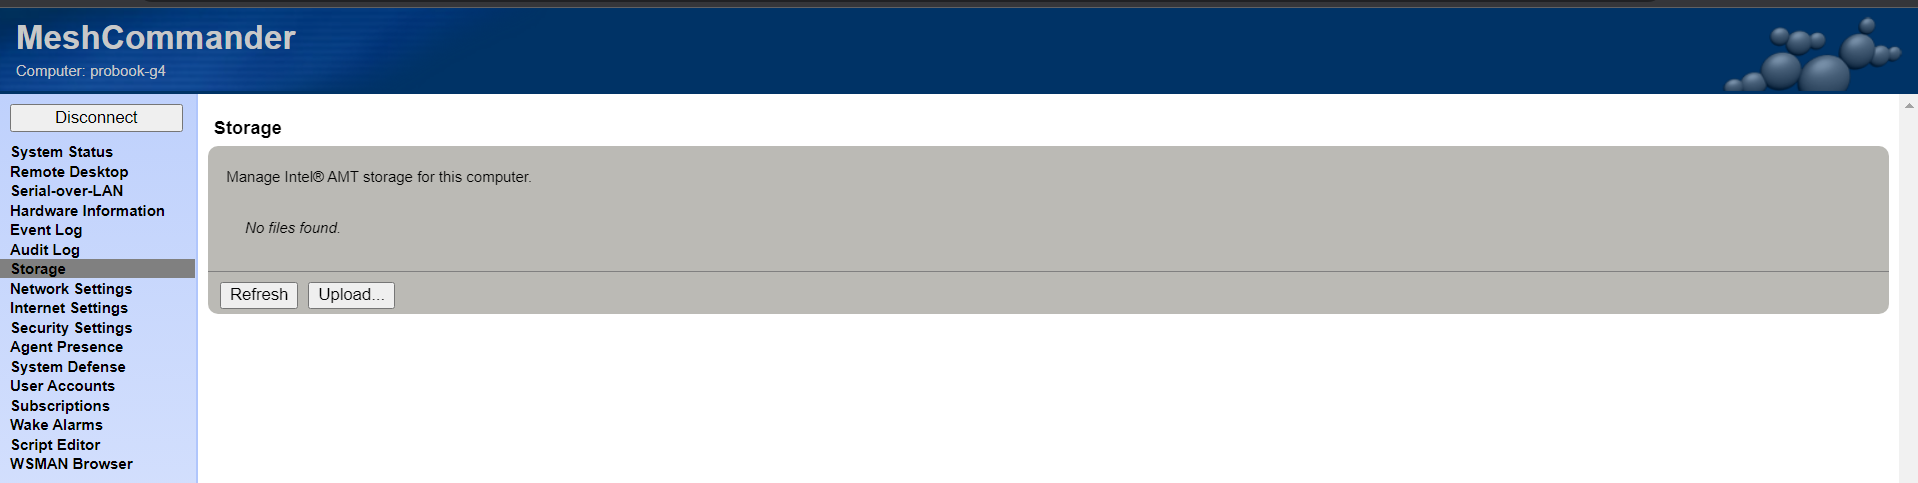 MeshCommander
Computer: probook-g4
Disconnect
System Status
Remote Desktop
Serial-over-LAN
Hardware Information
Event Log
Audit Log
Storage
Network Settings
Internet Settings
Security Settings
Agent Presence
System Defense
User Accounts
Subscriptions
Wake Alarms
Script Editor
WSMAN Browser
Storage
Manage Intel® AMT storage for this computer.
No files found.
Refresh Upload...